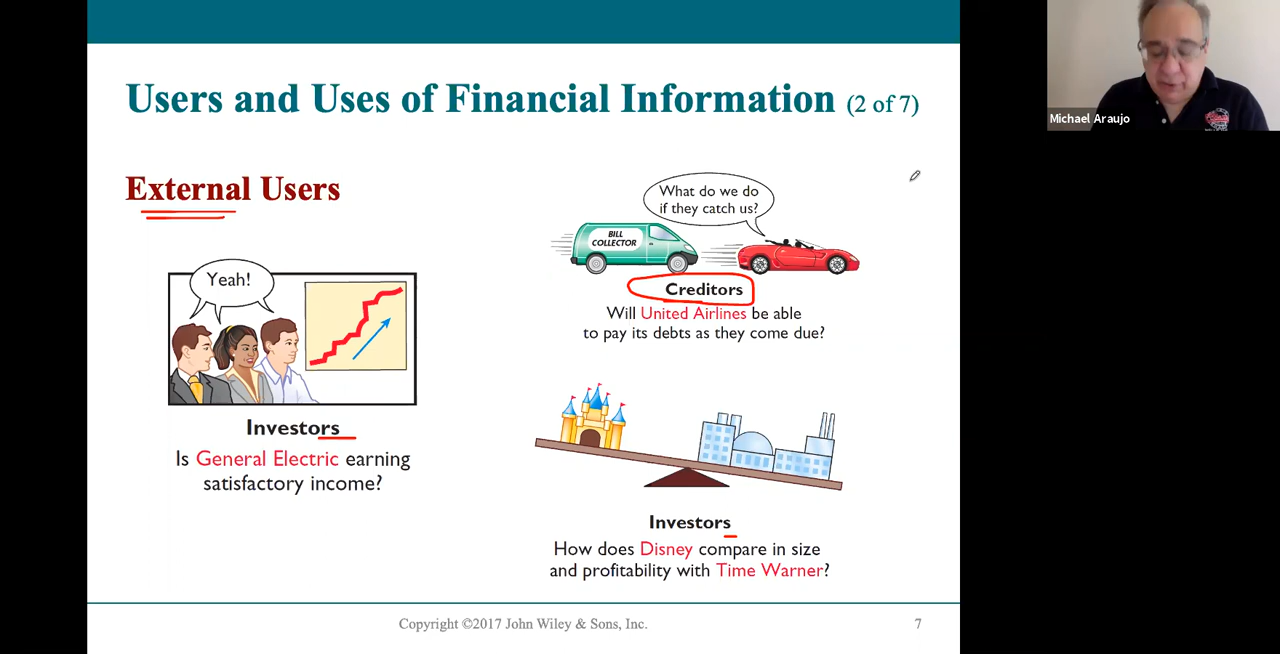 Users and Uses of Financial Information (2 of 7)
Michael Araujo
External Users
What do we do
if they catch us?
BILL
COLLECTOR
Creditors
Will United Airlines be able
to pay its debts as they come due?
Yeah!
Investors
Is General Electric earning
satisfactory income?
Investors
How does Disney compare in size
and profitability with Time Warner?
Copyright ©2017 John Wiley & Sons, Inc.
7